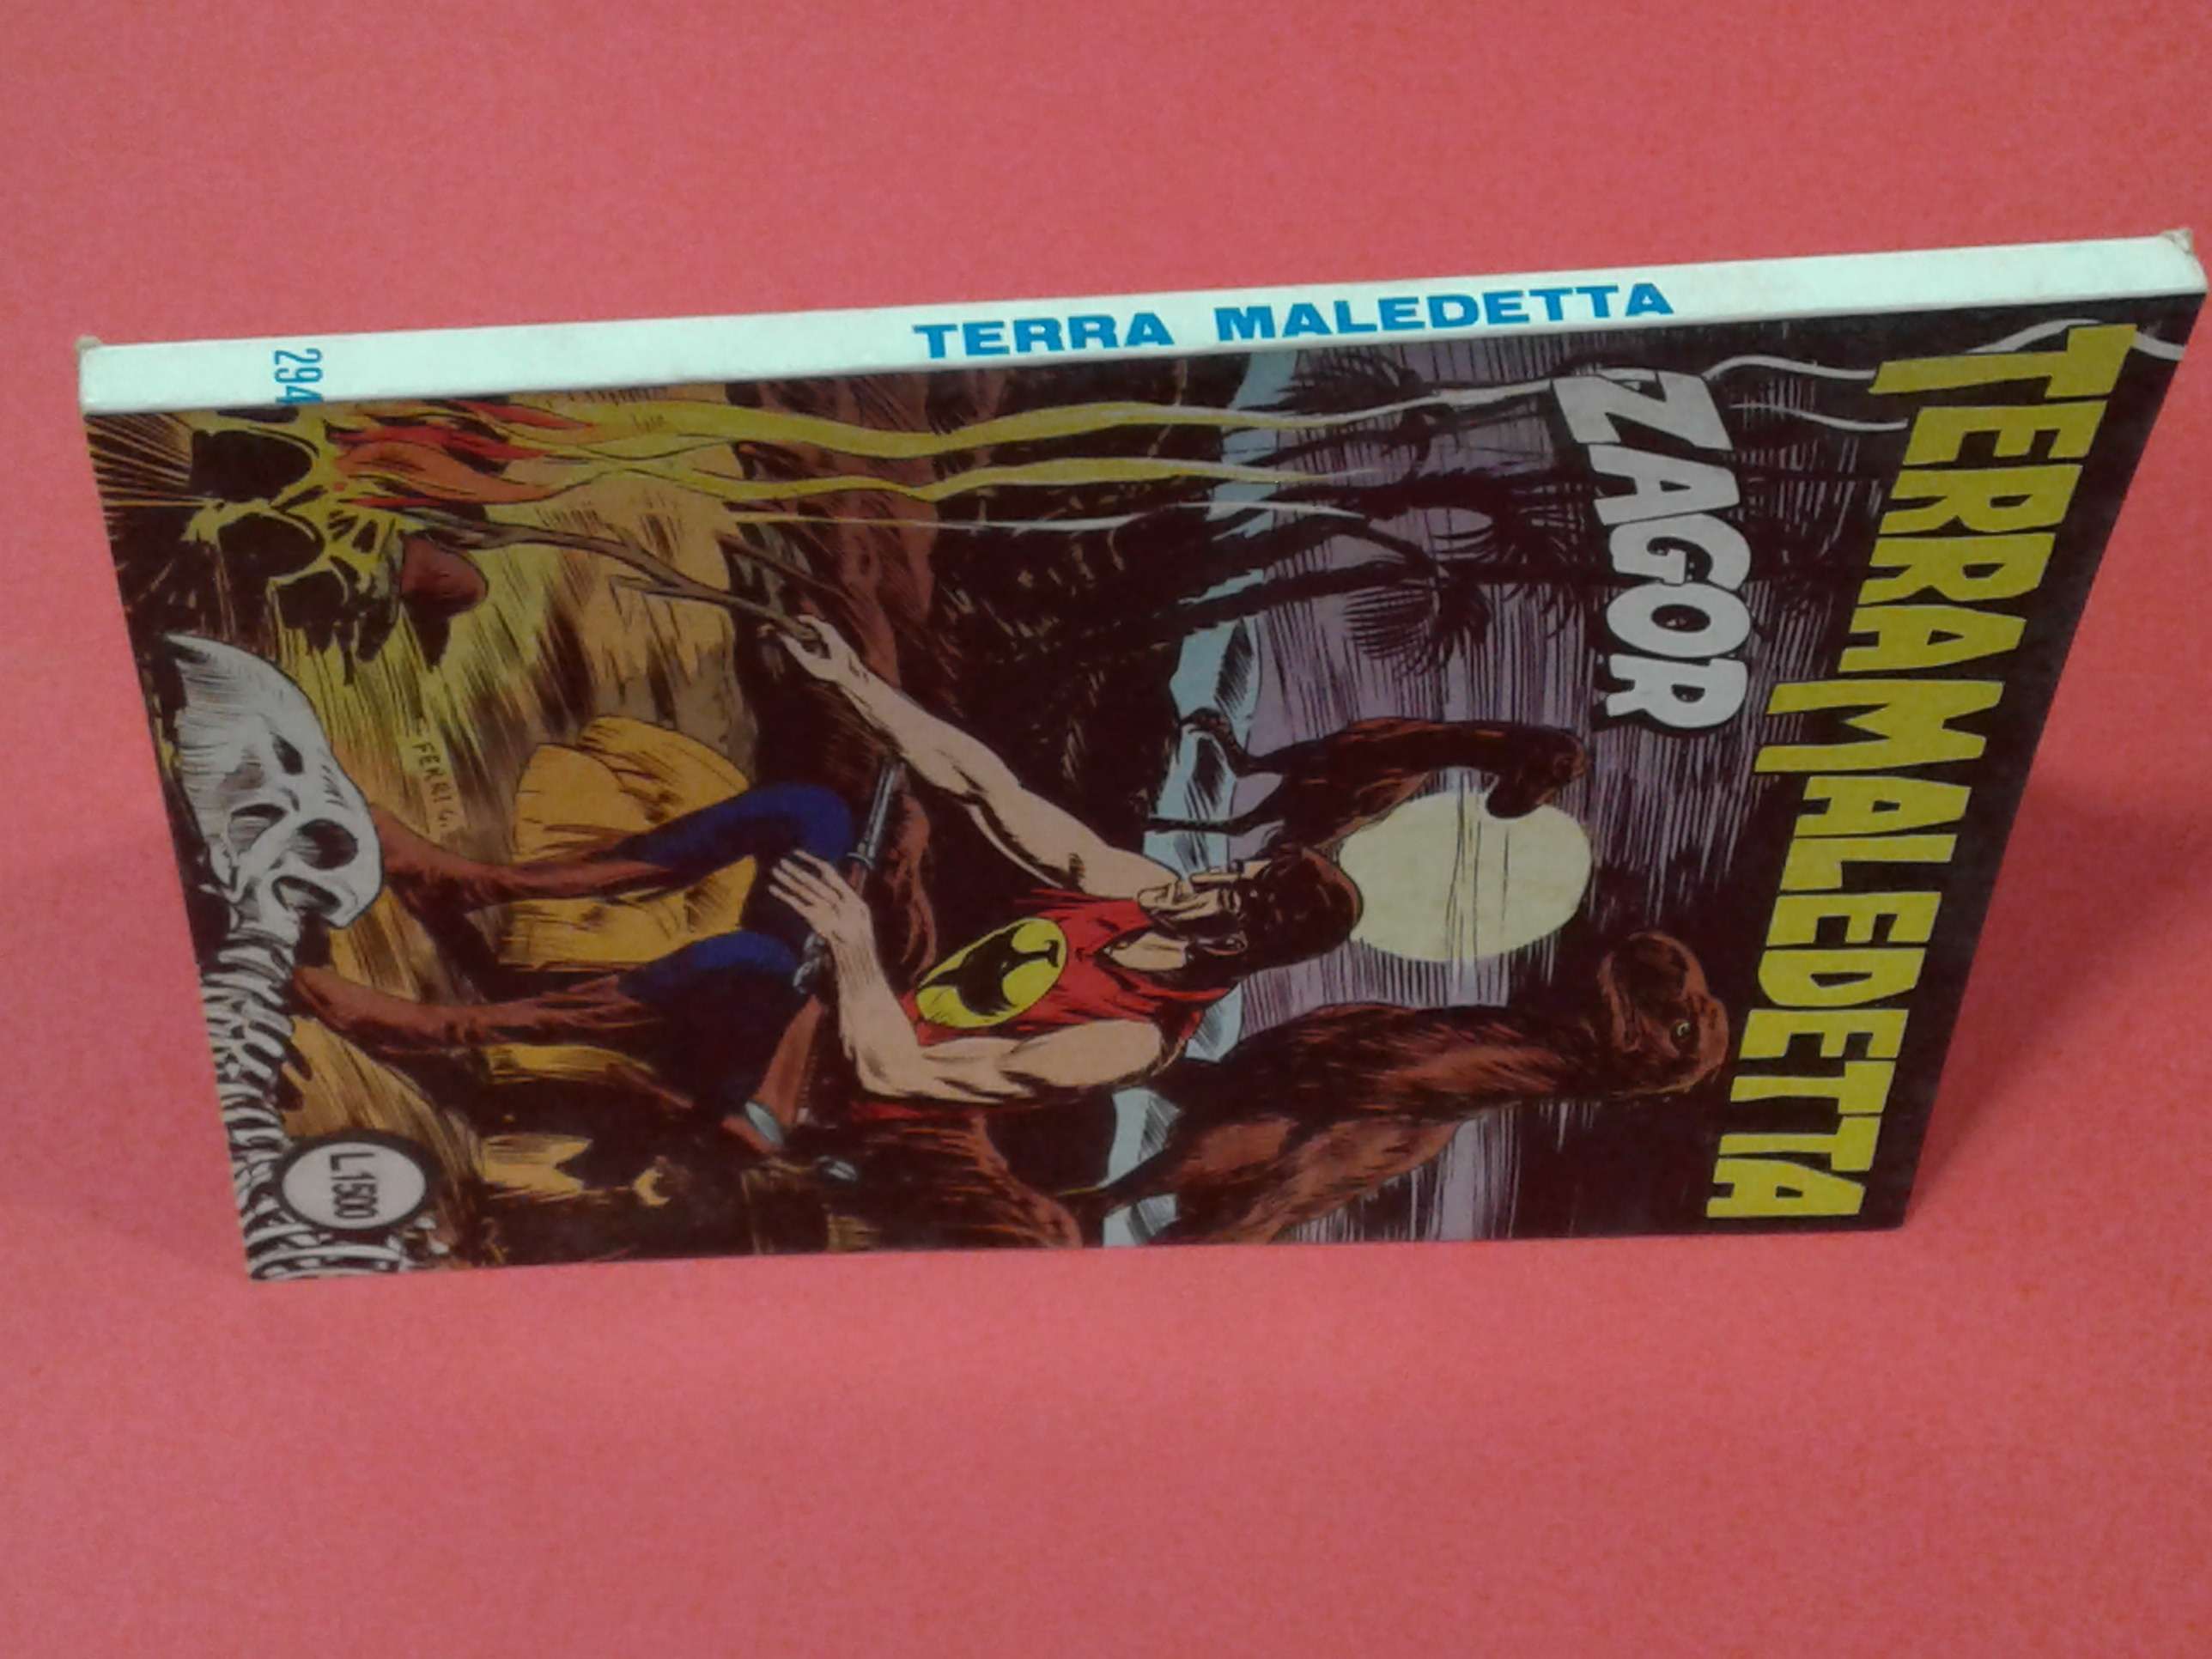 TERRA MALEDETTA
294
TERRA MALEDETTA
ZAGOR
FERRI G.
L.1500